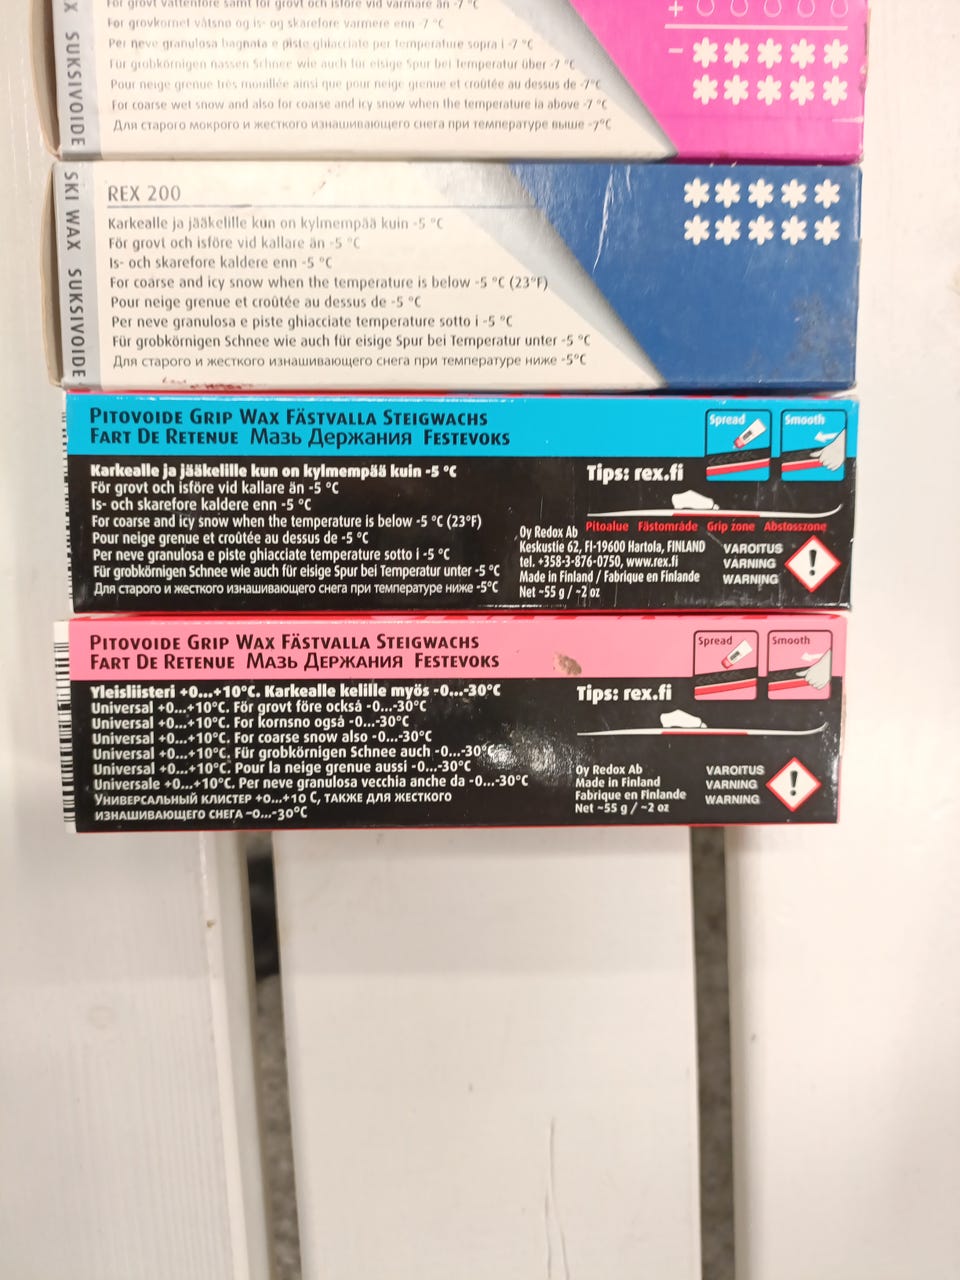 För grovt vattenföre samt för grovt och isföre vid varmare än -7 °C
For grovkornet våtsno og is- og skareføre varmere enn -7 °C
Per neve granulosa bagnata e piste ghiacciate per temperature sopra i -7 °C
Für grobkörnigen nassen Schnee wie auch für eisige Spur bei Temperatur über -7 °C
Pour neige grenue très mouillée ainsi que pour neige grenue et croûtée au dessus de -7°C
For coarse wet snow and also for coarse and icy snow when the temperature ia above -7 °C
Для старого мокрого и жесткого изнашивающего снега при температуре выше -7°C
SUKSIVOIDE
+
-
SKI WAX SUKSIVOIDE
REX 200
Karkealle ja jääkelille kun on kylmempää kuin -5 °C
För grovt och isföre vid kallare än -5 °C
Is- och skarefore kaldere enn -5 °C
For coarse and icy snow when the temperature is below -5 °C (23°F)
Pour neige grenue et croûtée au dessus de -5 °C
Per neve granulosa e piste ghiacciate temperature sotto i -5 °C
Für grobkörnigen Schnee wie auch für eisige Spur bei Temperatur unter -5 °C
Для старого и жесткого изнашивающего снега при температуре ниже -5°C
PITOVOIDE GRIP WAX FÄSTVALLA STEIGWACHS
FART DE RETENUE МАЗЬ ДЕРЖАНИЯ FESTEVOKS
Spread
Smooth
Karkealle ja jääkelille kun on kylmempää kuin -5 °C
För grovt och isföre vid kallare än -5 °C
Is- och skarefore kaldere enn -5 °C
For coarse and icy snow when the temperature is below -5 °C (23°F)
Pour neige grenue et croûtée au dessus de -5 °C
Per neve granulosa e piste ghiacciate temperature sotto i -5 °C
Für grobkörnigen Schnee wie auch für eisige Spur bei Temperatur unter -5 °C
Для старого и жесткого изнашивающего снега при температуре ниже -5°C
Tips: rex.fi
Pitoalue Fästområde Grip zone Abstosszone
Oy Redox Ab
Keskustie 62, FI-19600 Hartola, FINLAND
tel. +358-3-876-0750, www.rex.fi
Made in Finland / Fabrique en Finlande
Net ~55 g / ~2 oz
VAROITUS
VARNING
WARNING
PITOVOIDE GRIP WAX FÄSTVALLA STEIGWACHS
FART DE RETENUE МАЗЬ ДЕРЖАНИЯ FESTEVOKS
Spread
Smooth
Yleisliisteri +0...+10°C. Karkealle kelille myös -0...-30°C
Universal +0...+10°C. För grovt före också -0...-30°C
Universal +0...+10°C. For kornsno også -0...-30°C
Universal +0...+10°C. For coarse snow also -0...-30°C
Universal +0...+10°C. Für grobkörnigen Schnee auch -0...-30°C
Universal +0...+10°C. Pour la neige grenue aussi -0...-30°C
Universale +0...+10°C. Per neve granulosa vecchia anche da -0...-30°C
УНИВЕРСАЛЬНЫЙ КЛИСТЕР +0...+10 С, ТАКЖЕ ДЛЯ ЖЕСТКОГО
ИЗНАШИВАЮЩЕГО СНЕГА -0...-30°C
Tips: rex.fi
Oy Redox Ab
Made in Finland
Fabrique en Finlande
Net ~55 g / ~2 oz
VAROITUS
VARNING
WARNING